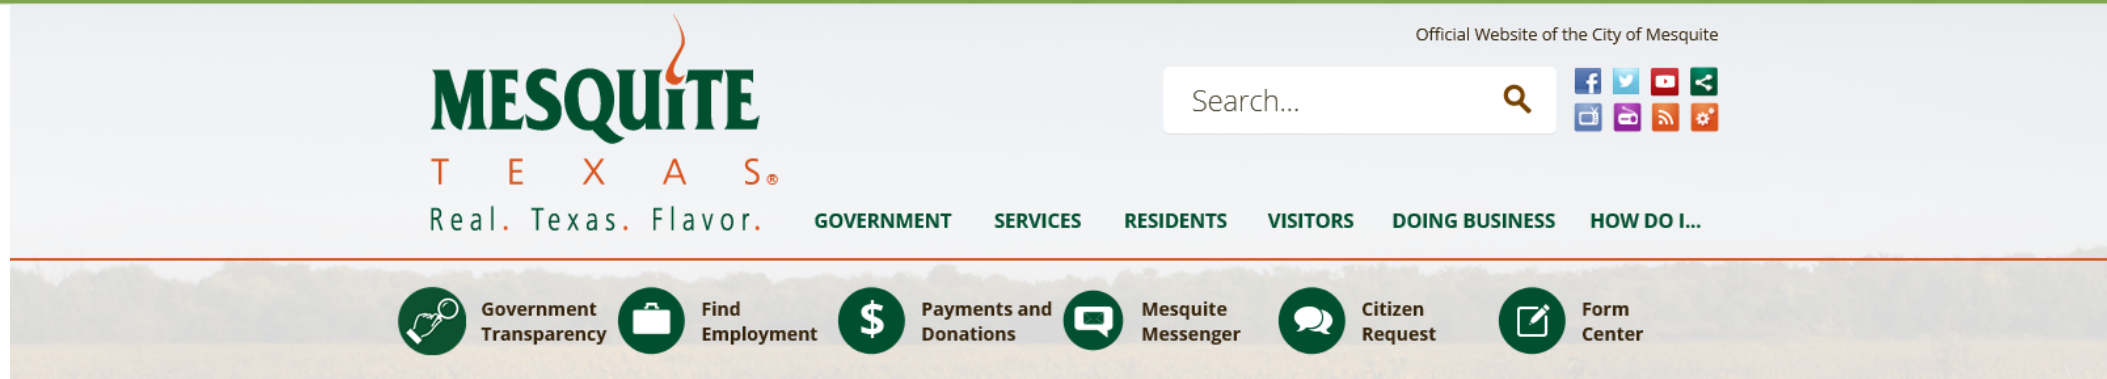 Official Website of the City of Mesquite
MESQUiTE
TEXAS®
Real. Texas. Flavor.
Search...
GOVERNMENT SERVICES RESIDENTS VISITORS DOING BUSINESS HOW DO I...
Government Transparency
Find Employment
Payments and Donations
Mesquite Messenger
Citizen Request
Form Center